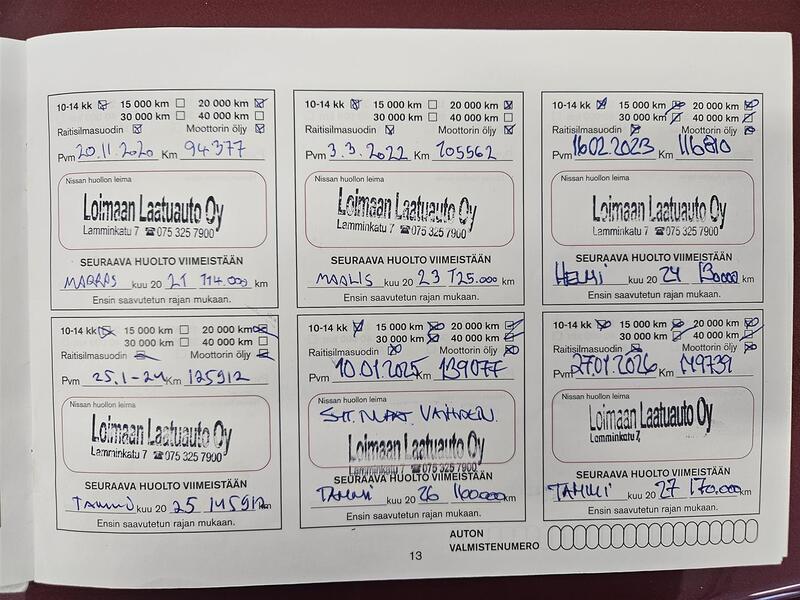 10-14 kk 15 000 km 20 000 km
30 000 km 40 000 km
Raitisilmasuodin Moottorin öljy
Pvm 20.11.2020 Km 94377
Nissan huollon leima
Loimaan Laatuauto Oy
Lamminkatu 7 ☎075 325 7900
SEURAAVA HUOLTO VIIMEISTÄÄN
MARRAS kuu 20 21 114.000 km
Ensin saavutetun rajan mukaan.
10-14 kk 15 000 km 20 000 km
30 000 km 40 000 km
Raitisilmasuodin Moottorin öljy
Pvm 3.3.2022 Km 105562
Nissan huollon leima
Loimaan Laatuauto Oy
Lamminkatu 7 ☎075 325 7900
SEURAAVA HUOLTO VIIMEISTÄÄN
MAALIS kuu 20 23 125.000 km
Ensin saavutetun rajan mukaan.
10-14 kk 15 000 km 20 000 km
30 000 km 40 000 km
Raitisilmasuodin Moottorin öljy
Pvm 16.02.2023 Km 116810
Nissan huollon leima
Loimaan Laatuauto Oy
Lamminkatu 7 ☎075 325 7900
SEURAAVA HUOLTO VIIMEISTÄÄN
HELMI kuu 20 24 km
Ensin saavutetun rajan mukaan.
10-14 kk 15 000 km 20 000 km
30 000 km 40 000 km
Raitisilmasuodin Moottorin öljy
Pvm 25.1-24 Km 125912
Nissan huollon leima
Loimaan Laatuauto Oy
Lamminkatu 7 ☎075 325 7900
SEURAAVA HUOLTO VIIMEISTÄÄN
TAMMI kuu 20 25 145912 km
Ensin saavutetun rajan mukaan.
10-14 kk 15 000 km 20 000 km
30 000 km 40 000 km
Raitisilmasuodin Moottorin öljy
Pvm 10.01.2025 Km 139077
Nissan huollon leima
Loimaan Laatuauto Oy
Lamminkatu 7 ☎075 325 7900
SEURAAVA HUOLTO VIIMEISTÄÄN
TAMMI kuu 20 26 160000 km
Ensin saavutetun rajan mukaan.
10-14 kk 15 000 km 20 000 km
30 000 km 40 000 km
Raitisilmasuodin Moottorin öljy
Pvm 27.01.2026 Km 149739
Nissan huollon leima
Loimaan Laatuauto Oy
Lamminkatu 7,
SEURAAVA HUOLTO VIIMEISTÄÄN
TAMMI kuu 20 27 170.000 km
Ensin saavutetun rajan mukaan.
AUTON
VALMISTENUMERO
13